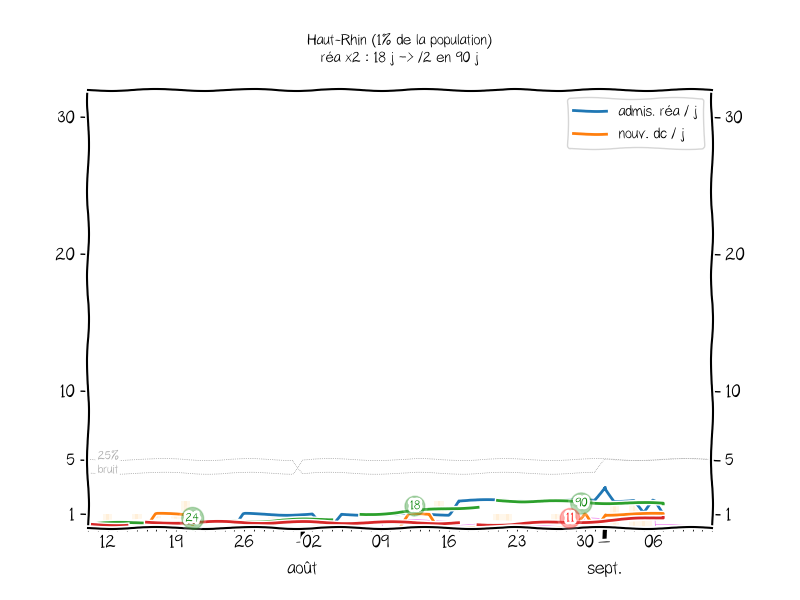 Haut-Rhin (1% de la population)
réa x2 : 18 j -> /2 en 90 j
admis. réa / j
nouv. dc / j
30 30
20 20
10 10
5 5
1 1
25%
bruit
24 18 90 11
12 19 26 02 09 16 23 30 06
août sept.